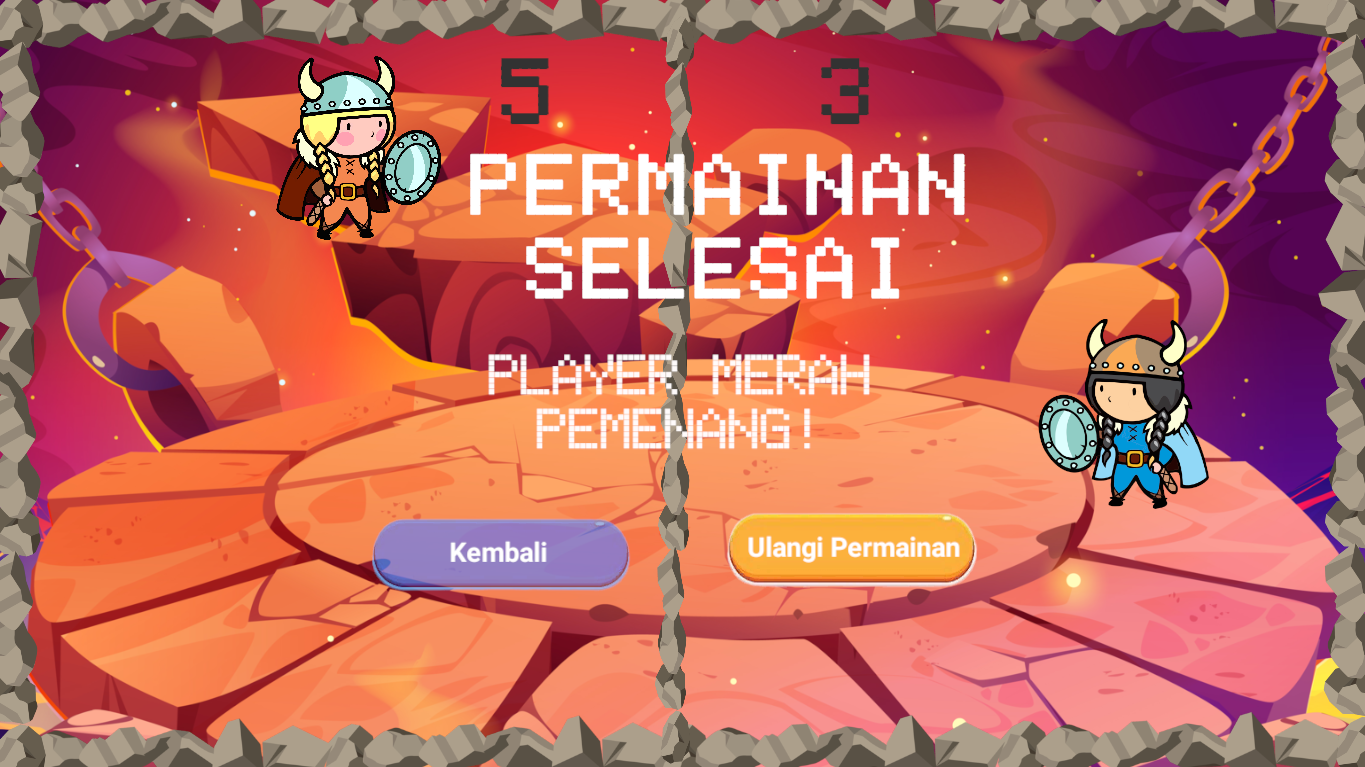 5 3
PERMAINAN
SELESAI
PLAYER MERAH
PEMENANG!
Kembali
Ulangi Permainan